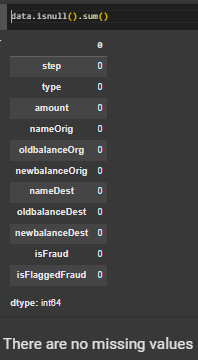 data.isnull().sum()
0
step 0
type 0
amount 0
nameOrig 0
oldbalanceOrg 0
newbalanceOrig 0
nameDest 0
oldbalanceDest 0
newbalanceDest 0
isFraud 0
isFlaggedFraud 0
dtype: int64
There are no missing values